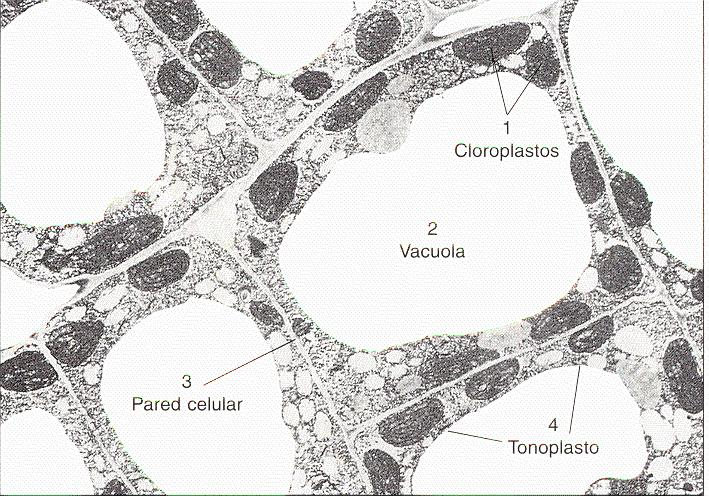 1
Cloroplastos
2
Vacuola
3
Pared celular
4
Tonoplasto